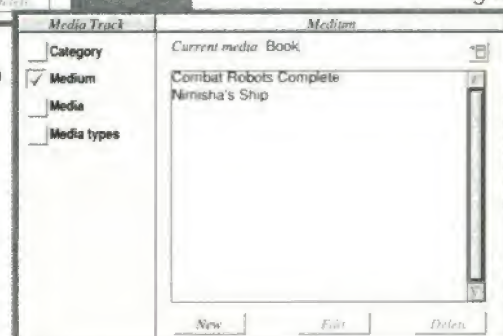 Media Track
Medium
Category
Medium
Media
Media types
Current media Book
Combat Robots Complete
Nimisha's Ship
New
Edit
Delete